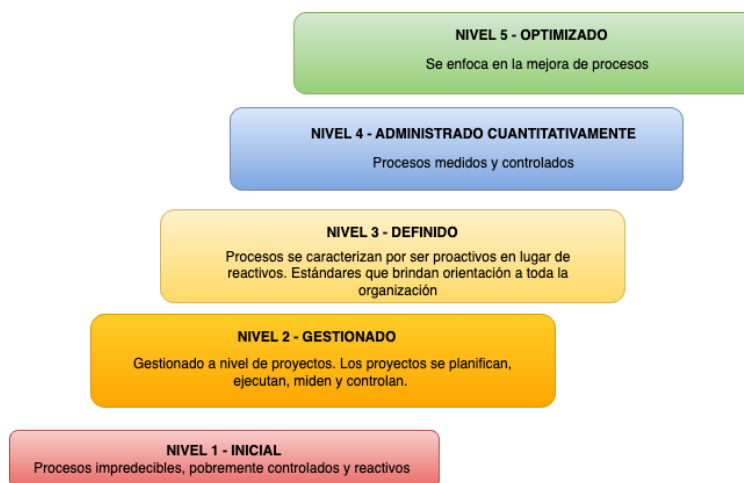 NIVEL 5 - OPTIMIZADO
Se enfoca en la mejora de procesos
NIVEL 4 - ADMINISTRADO CUANTITATIVAMENTE
Procesos medidos y controlados
NIVEL 3 - DEFINIDO
Procesos se caracterizan por ser proactivos en lugar de
reactivos. Estándares que brindan orientación a toda la
organización
NIVEL 2 - GESTIONADO
Gestionado a nivel de proyectos. Los proyectos se planifican,
ejecutan, miden y controlan.
NIVEL 1 - INICIAL
Procesos impredecibles, pobremente controlados y reactivos